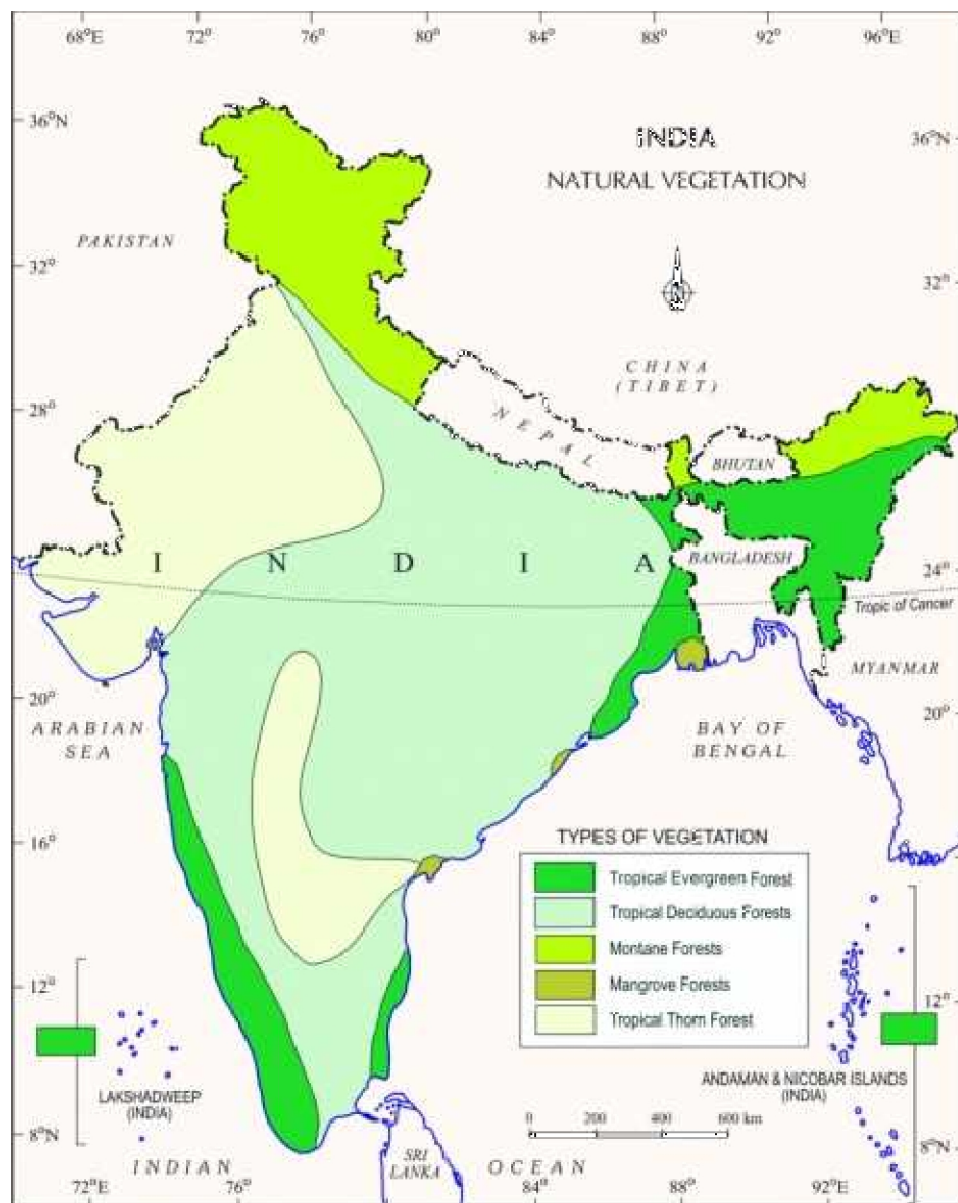 68°E 72° 76° 80° 84° 88° 92° 96°E
36°N
36°N
INDIA
NATURAL VEGETATION
PAKISTAN
32°
32°
CHINA
(TIBET)
28°
28°
NEPAL
BHUTAN
INDIA
BANGLADESH
24°
Tropic of Cancer
MYANMAR
20°
20°
ARABIAN
SEA
BAY OF
BENGAL
16°
16°
TYPES OF VEGETATION
Tropical Evergreen Forest
Tropical Deciduous Forests
Montane Forests
Mangrove Forests
Tropical Thorn Forest
12°
12°
LAKSHADWEEP
(INDIA)
ANDAMAN & NICOBAR ISLANDS
(INDIA)
0 200 400 600 km
8°N
8°N
INDIAN OCEAN
SRI
LANKA
72°E 76° 80° 84° 88° 92°E